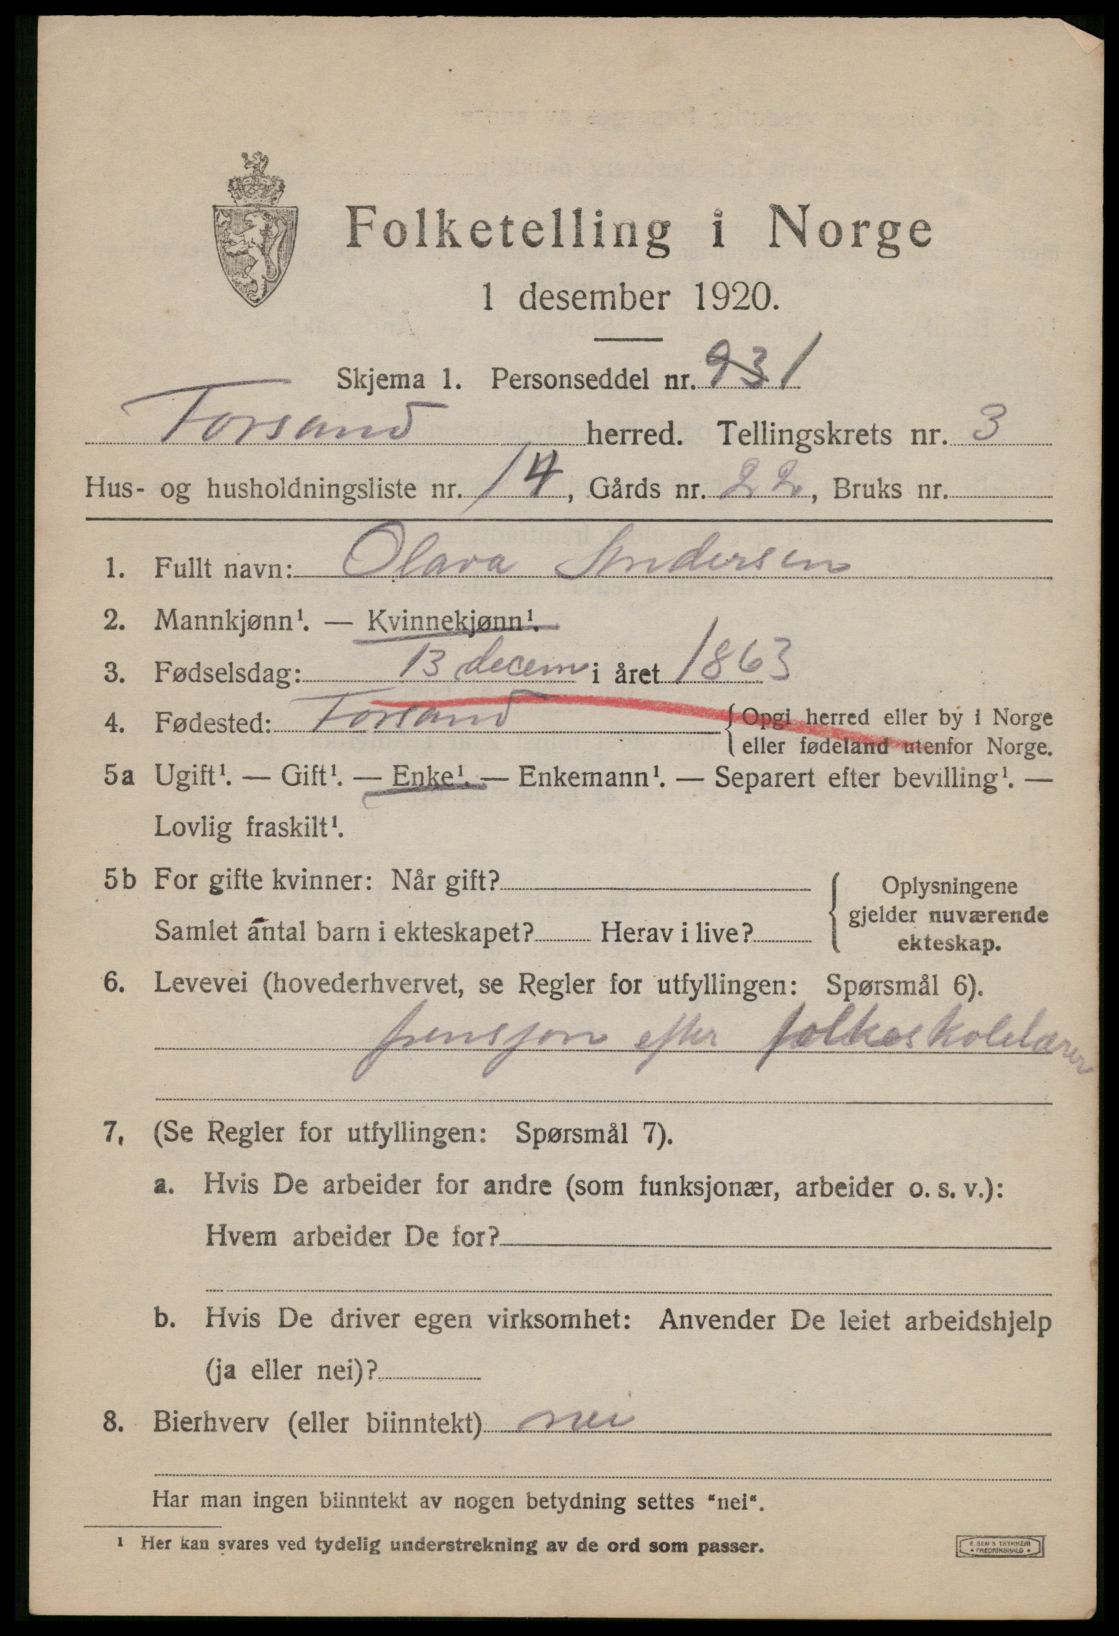 Folketelling i Norge
1 desember 1920.
Skjema 1. Personseddel nr. 931
Forsand herred. Tellingskrets nr. 3
Hus- og husholdningsliste nr. 14, Gårds nr. 22, Bruks nr.
1. Fullt navn: Olava Andersen
2. Mannkjønn¹. — Kvinnekjønn¹.
3. Fødselsdag: 13 decem i året 1863
4. Fødested: Forsand {Opgi herred eller by i Norge
eller fødeland utenfor Norge.
5a Ugift¹. — Gift¹. — Enke¹. — Enkemann¹. — Separert efter bevilling¹. —
Lovlig fraskilt¹.
5b For gifte kvinner: Når gift?
Samlet antal barn i ekteskapet? Herav i live?
{Oplysningene
gjelder nuværende
ekteskap.
6. Levevei (hovederhvervet, se Regler for utfyllingen: Spørsmål 6).
pensjon efter folkeskolelærer
7, (Se Regler for utfyllingen: Spørsmål 7).
a. Hvis De arbeider for andre (som funksjonær, arbeider o. s. v.):
Hvem arbeider De for?
b. Hvis De driver egen virksomhet: Anvender De leiet arbeidshjelp
(ja eller nei)?
8. Bierhverv (eller biinntekt) nei
Har man ingen biinntekt av nogen betydning settes "nei".
¹ Her kan svares ved tydelig understrekning av de ord som passer.